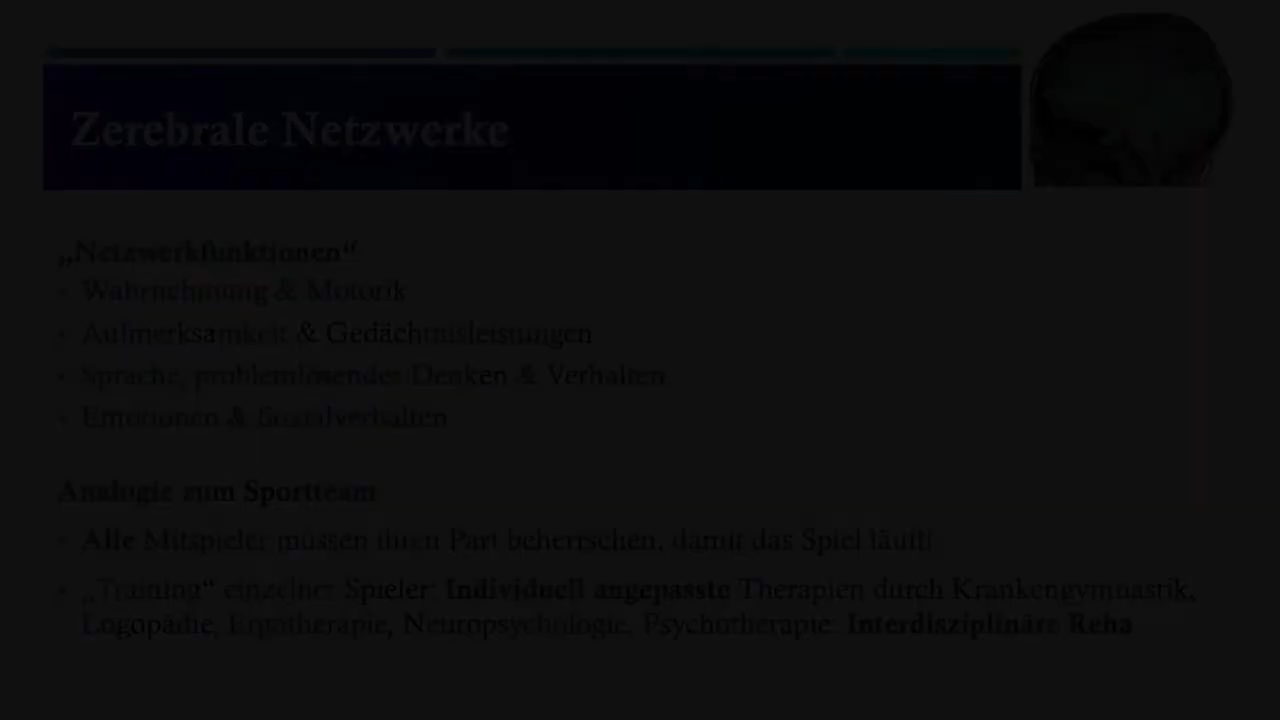 Zerebrale Netzwerke
„Netzwerkfunktionen“
- Wahrnehmung & Motorik
- Aufmerksamkeit & Gedächtnisleistungen
- Sprache, problemlösendes Denken & Verhalten
- Emotionen & Sozialverhalten
Analogie zum Sportteam
- Alle Mitspieler müssen ihren Part beherrschen, damit das Spiel läuft!
- „Training“ einzelner Spieler: Individuell angepasste Therapien durch Krankengymnastik,
Logopädie, Ergotherapie, Neuropsychologie, Psychotherapie: Interdisziplinäre Reha